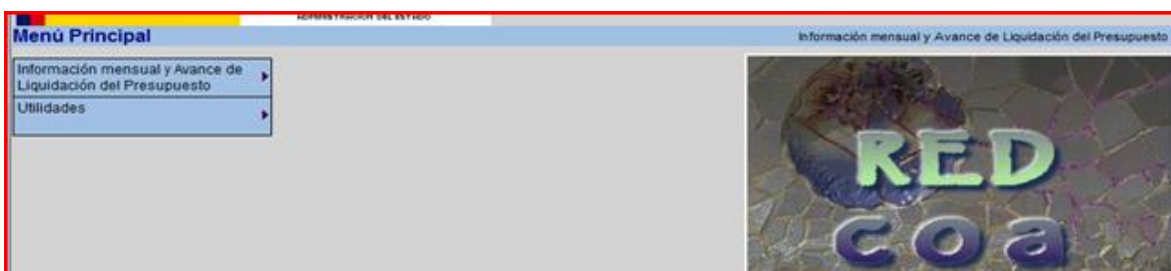 ADMINISTRACIÓN DEL ESTADO
Menú Principal
Información mensual y Avance de Liquidación del Presupuesto
Información mensual y Avance de
Liquidación del Presupuesto
Utilidades
RED
coa